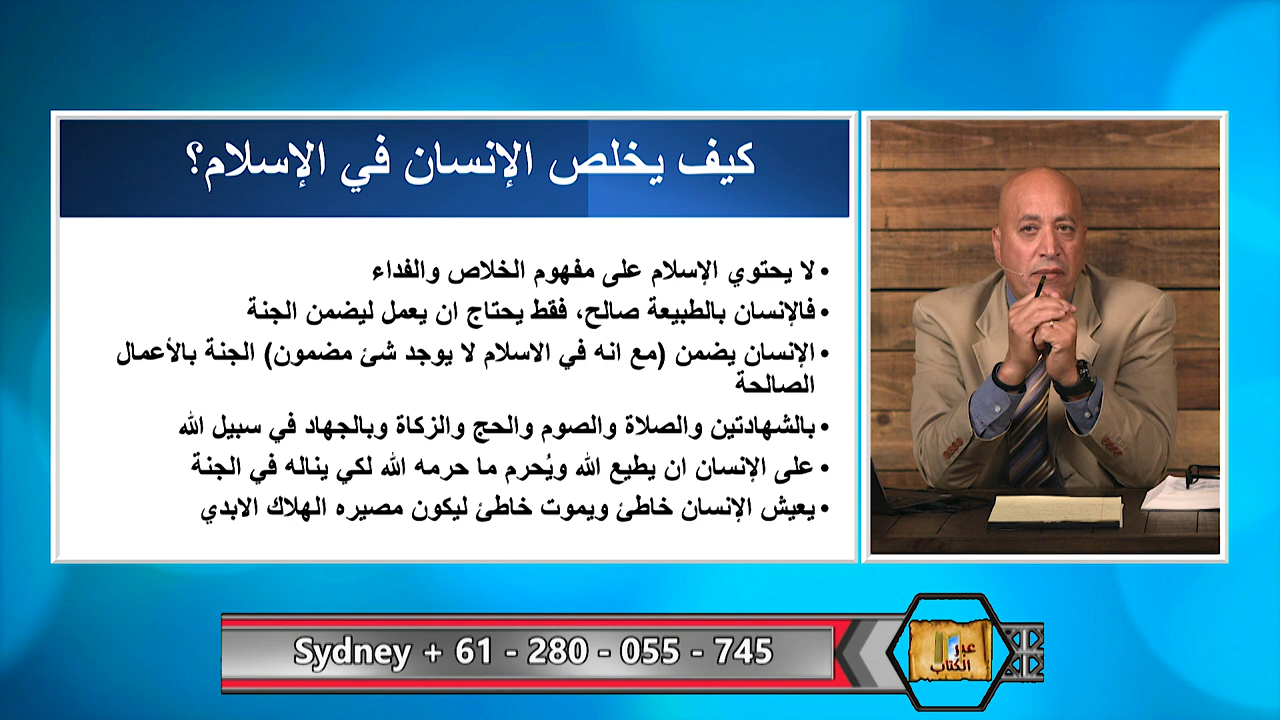 كيف يخلص الإنسان في الإسلام؟
• لا يحتوي الإسلام على مفهوم الخلاص والفداء
• فالإنسان بالطبيعة صالح، فقط يحتاج ان يعمل ليضمن الجنة
• الإنسان يضمن (مع انه في الاسلام لا يوجد شئ مضمون) الجنة بالأعمال
الصالحة
• بالشهادتين والصلاة والصوم والحج والزكاة وبالجهاد في سبيل الله
• على الإنسان ان يطيع الله ويُحرم ما حرمه الله لكي يناله في الجنة
• يعيش الإنسان خاطئ ويموت خاطئ ليكون مصيره الهلاك الابدي
Sydney + 61 - 280 - 055 - 745
عبر
الكتاب